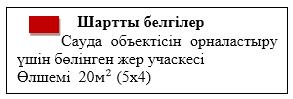 Шартты белгілер
Сауда объектісін орналастыру
үшін бөлінген жер учаскесі
Өлшемі 20м² (5х4)